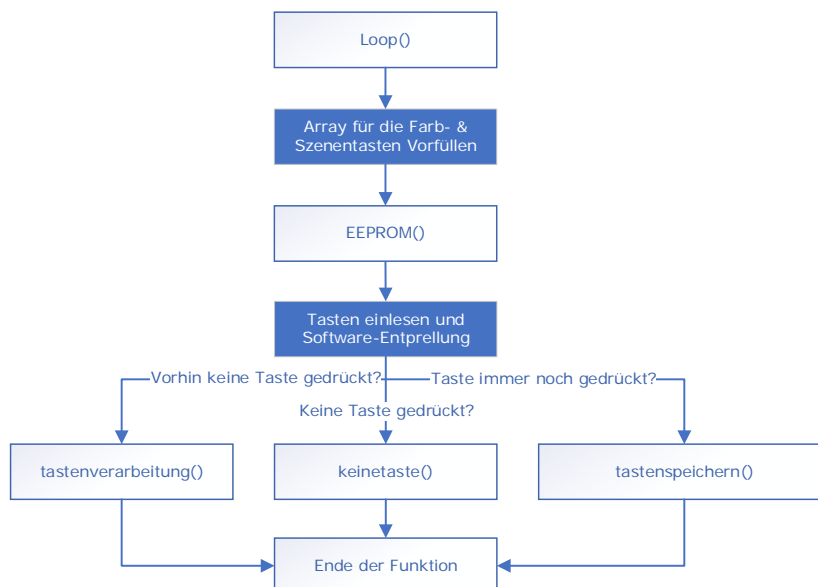 Loop()
Array für die Farb- &
Szenentasten Vorfüllen
EEPROM()
Tasten einlesen und
Software-Entprellung
Vorhin keine Taste gedrückt?
Taste immer noch gedrückt?
Keine Taste gedrückt?
tastenverarbeitung()
keinetaste()
tastenspeichern()
Ende der Funktion